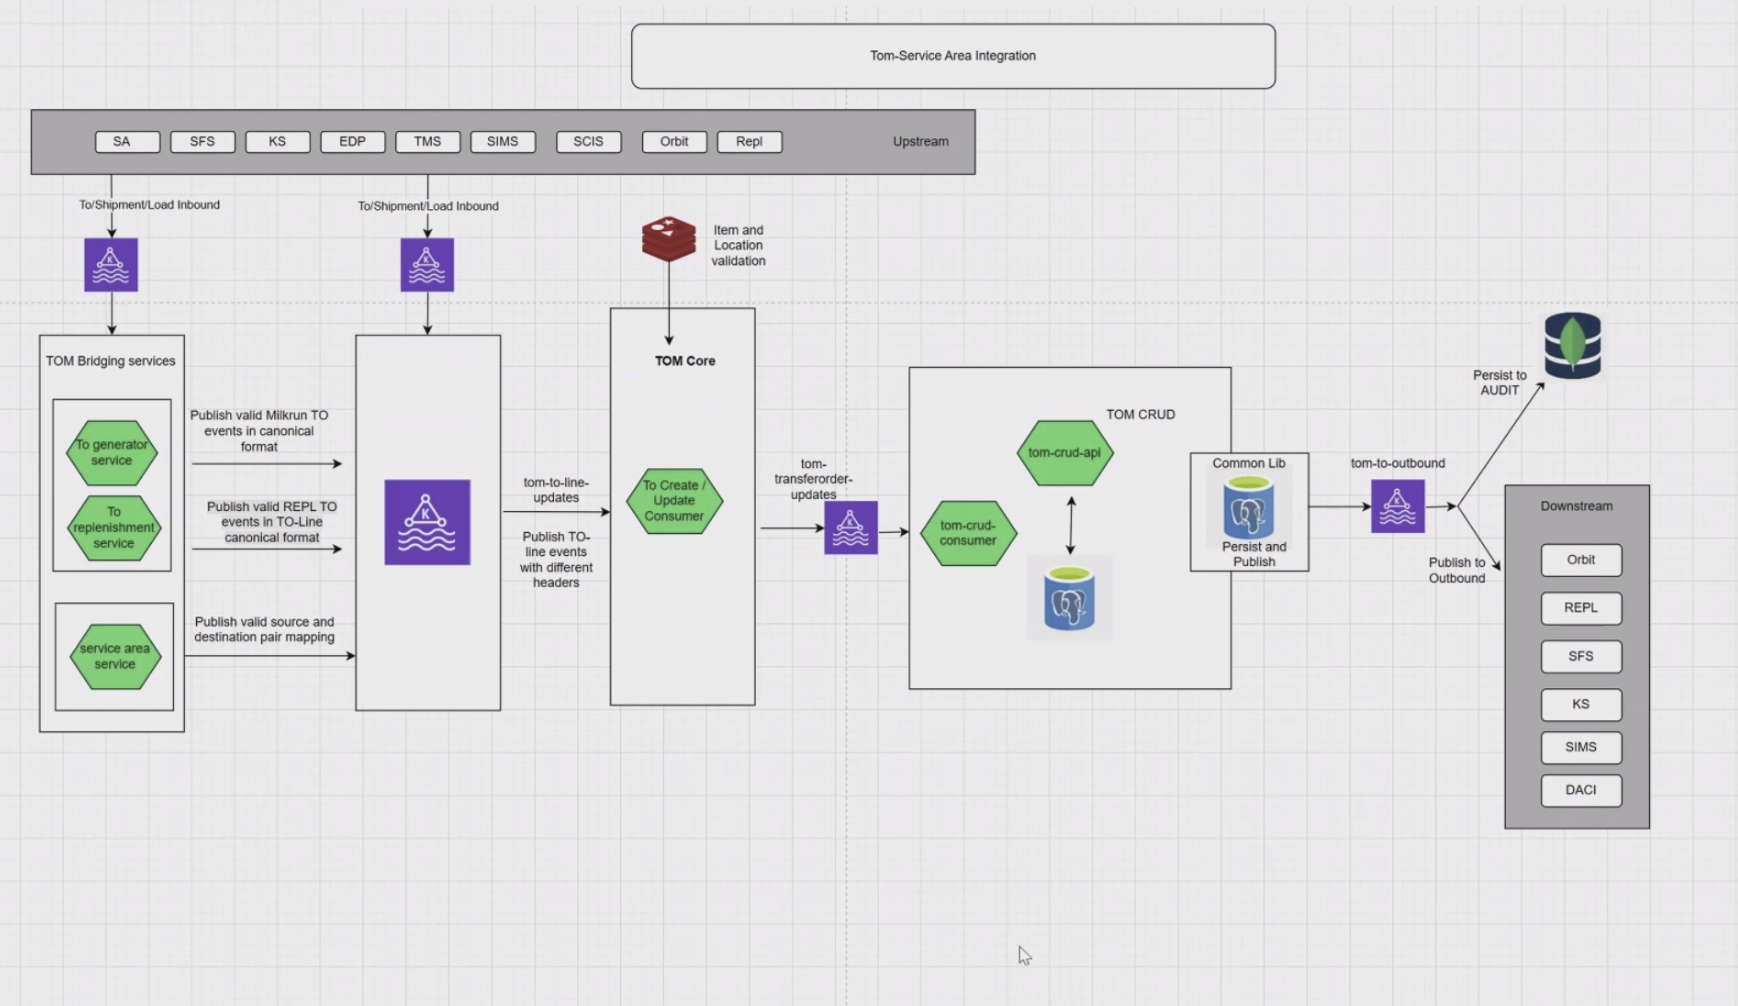 Tom-Service Area Integration
SA
SFS
KS
EDP
TMS
SIMS
SCIS
Orbit
Repl
Upstream
To/Shipment/Load Inbound
To/Shipment/Load Inbound
Item and
Location
validation
K
K
TOM Bridging services
To generator
service
To
replenishment
service
service area
service
Publish valid Milkrun TO
events in canonical
format
Publish valid REPL TO
events in TO-Line
canonical format
Publish valid source and
destination pair mapping
K
tom-to-line-
updates
Publish TO-
line events
with different
headers
TOM Core
To Create /
Update
Consumer
tom-
transferorder-
updates
K
TOM CRUD
tom-crud-api
tom-crud-
consumer
Common Lib
Persist and
Publish
tom-to-outbound
K
Persist to
AUDIT
Publish to
Outbound
Downstream
Orbit
REPL
SFS
KS
SIMS
DACI